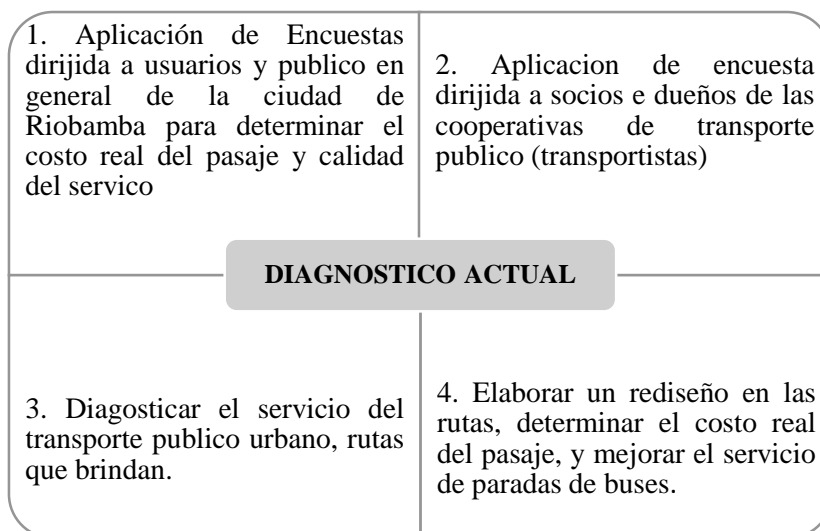 1. Aplicación de Encuestas
dirijida a usuarios y publico en
general de la ciudad de
Riobamba para determinar el
costo real del pasaje y calidad
del servico
2. Aplicacion de encuesta
dirijida a socios e dueños de las
cooperativas de transporte
publico (transportistas)
DIAGNOSTICO ACTUAL
3. Diagosticar el servicio del
transporte publico urbano, rutas
que brindan.
4. Elaborar un rediseño en las
rutas, determinar el costo real
del pasaje, y mejorar el servicio
de paradas de buses.